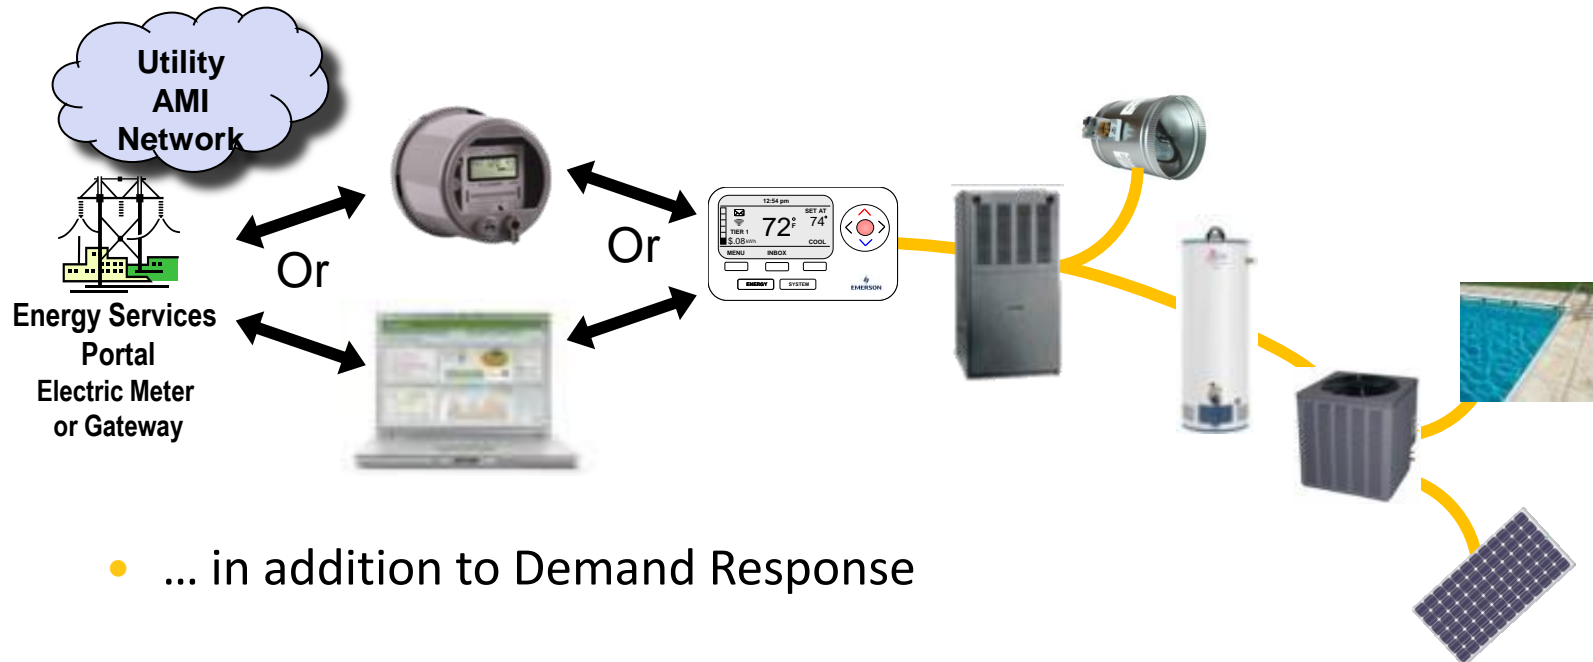 Utility
AMI
Network
Energy Services
Portal
Electric Meter
or Gateway
Or
Or
12:54 pm
SET AT
72°F
74°
TIER 1
$.08 kWh
COOL
MENU
INBOX
ENERGY
SYSTEM
EMERSON
• ... in addition to Demand Response